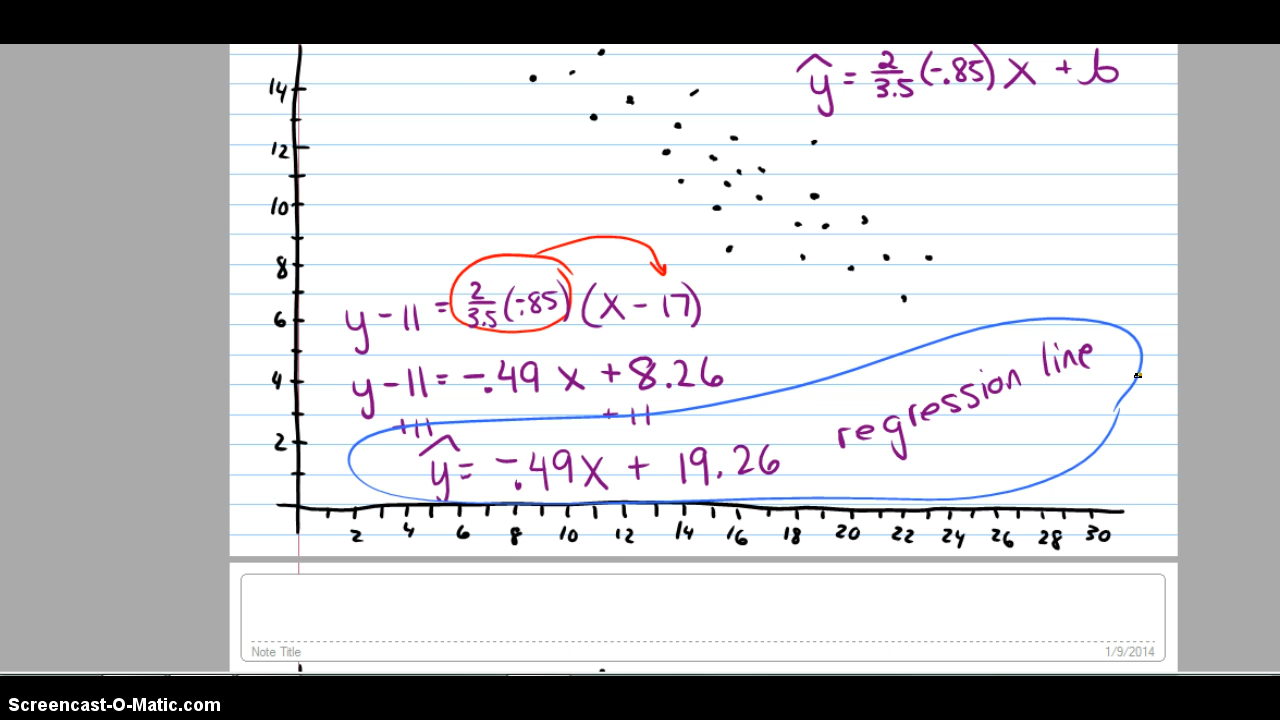 ŷ = 2/3.5 (-.85) x + b
14
12
10
8
6
4
2
y - 11 = 2/3.5 (-.85) (x - 17)
y - 11 = -.49 x + 8.26
+11 +11
ŷ = -.49x + 19.26
regression line
2 4 6 8 10 12 14 16 18 20 22 24 26 28 30
Note Title 1/9/2014
Screencast-O-Matic.com